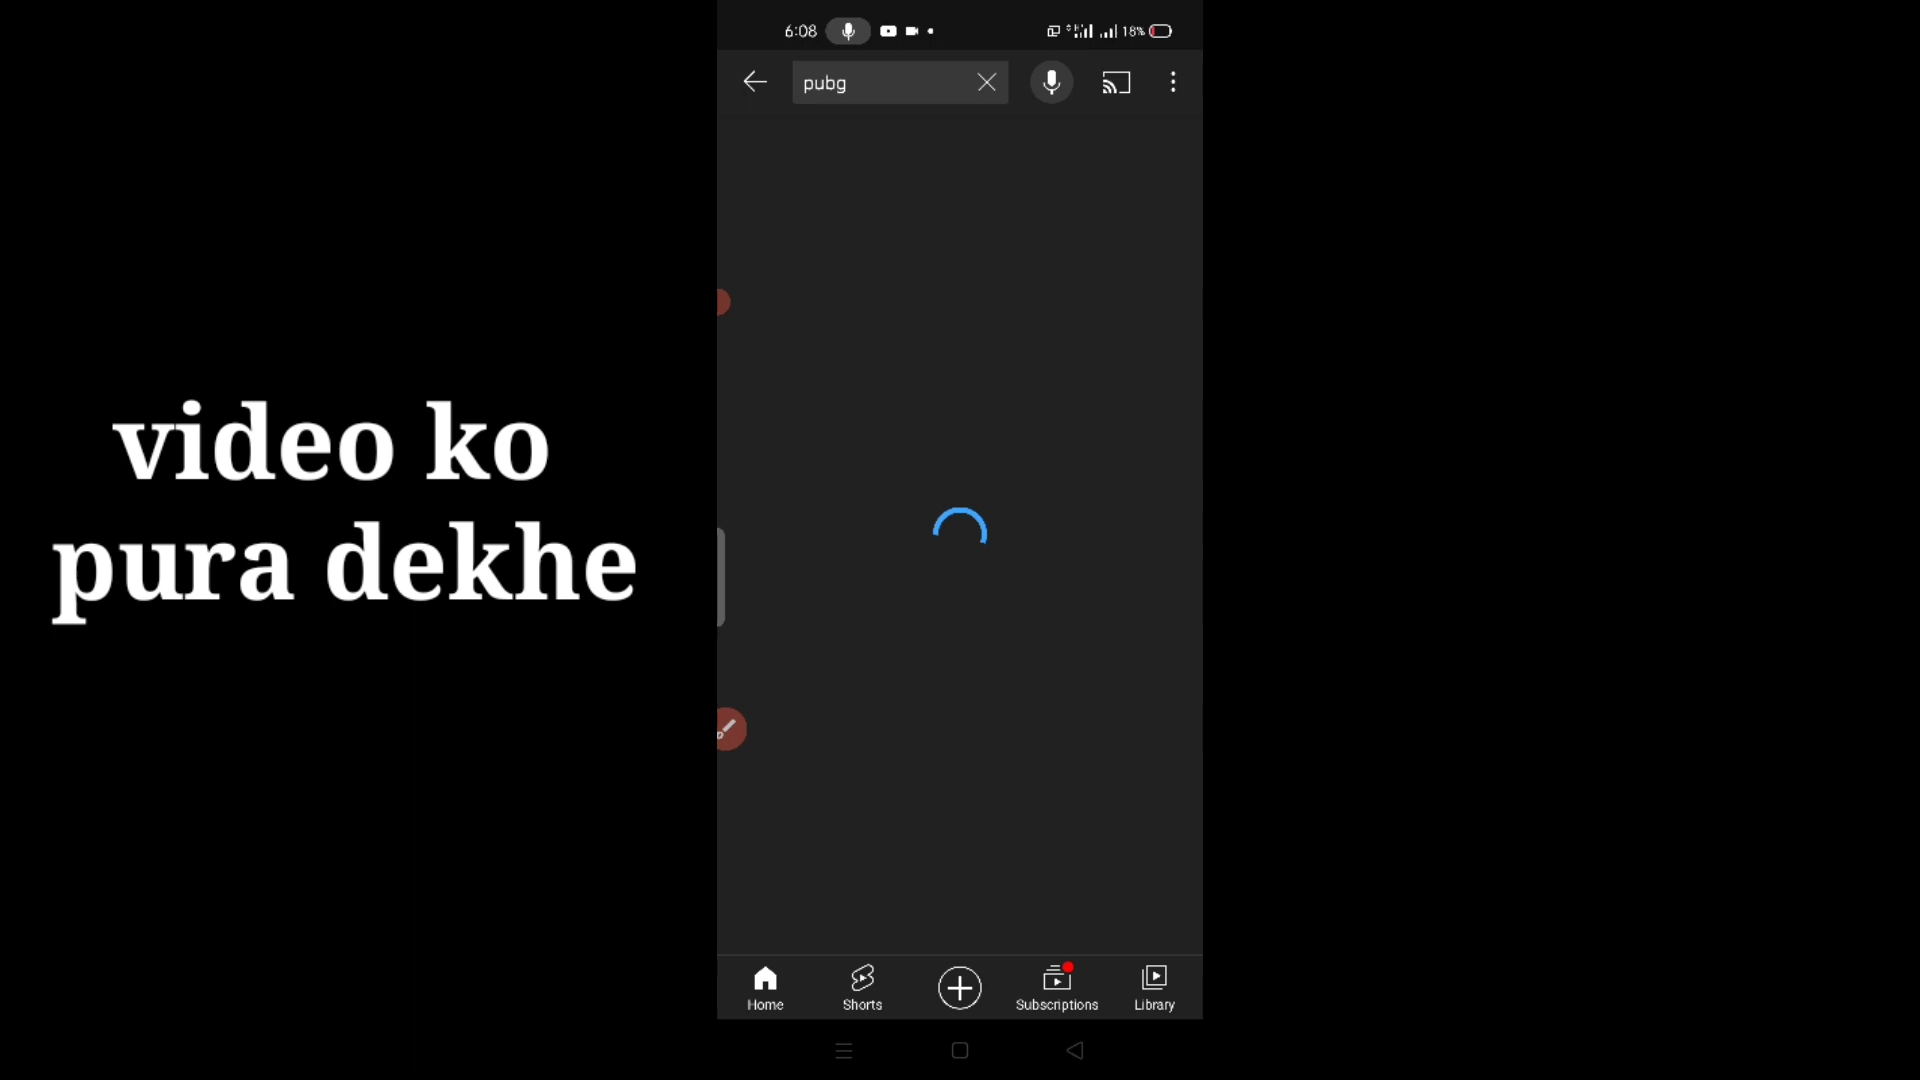 6:08
18%
pubg
video ko
pura dekhe
Home
Shorts
Subscriptions
Library